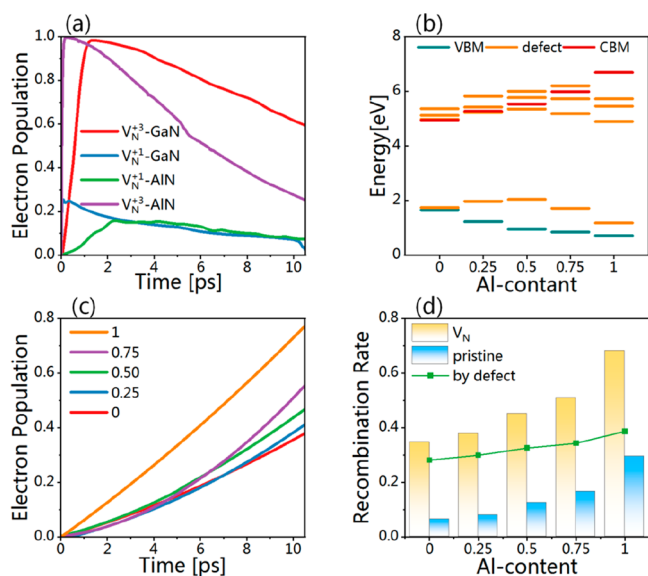 (a)
Electron Population
1.0
0.8
0.6
0.4
0.2
0.0
V_N^{+3}-GaN
V_N^{+1}-GaN
V_N^{+1}-AlN
V_N^{+3}-AlN
0 2 4 6 8 10
Time [ps]
(b)
VBM defect CBM
Energy[eV]
8
6
4
2
0
0 0.25 0.5 0.75 1
Al-contant
(c)
Electron Population
0.8
0.6
0.4
0.2
0.0
1
0.75
0.50
0.25
0
0 2 4 6 8 10
Time [ps]
(d)
Recombination Rate
0.8
0.4
0.0
V_N
pristine
by defect
0 0.25 0.5 0.75 1
Al-content